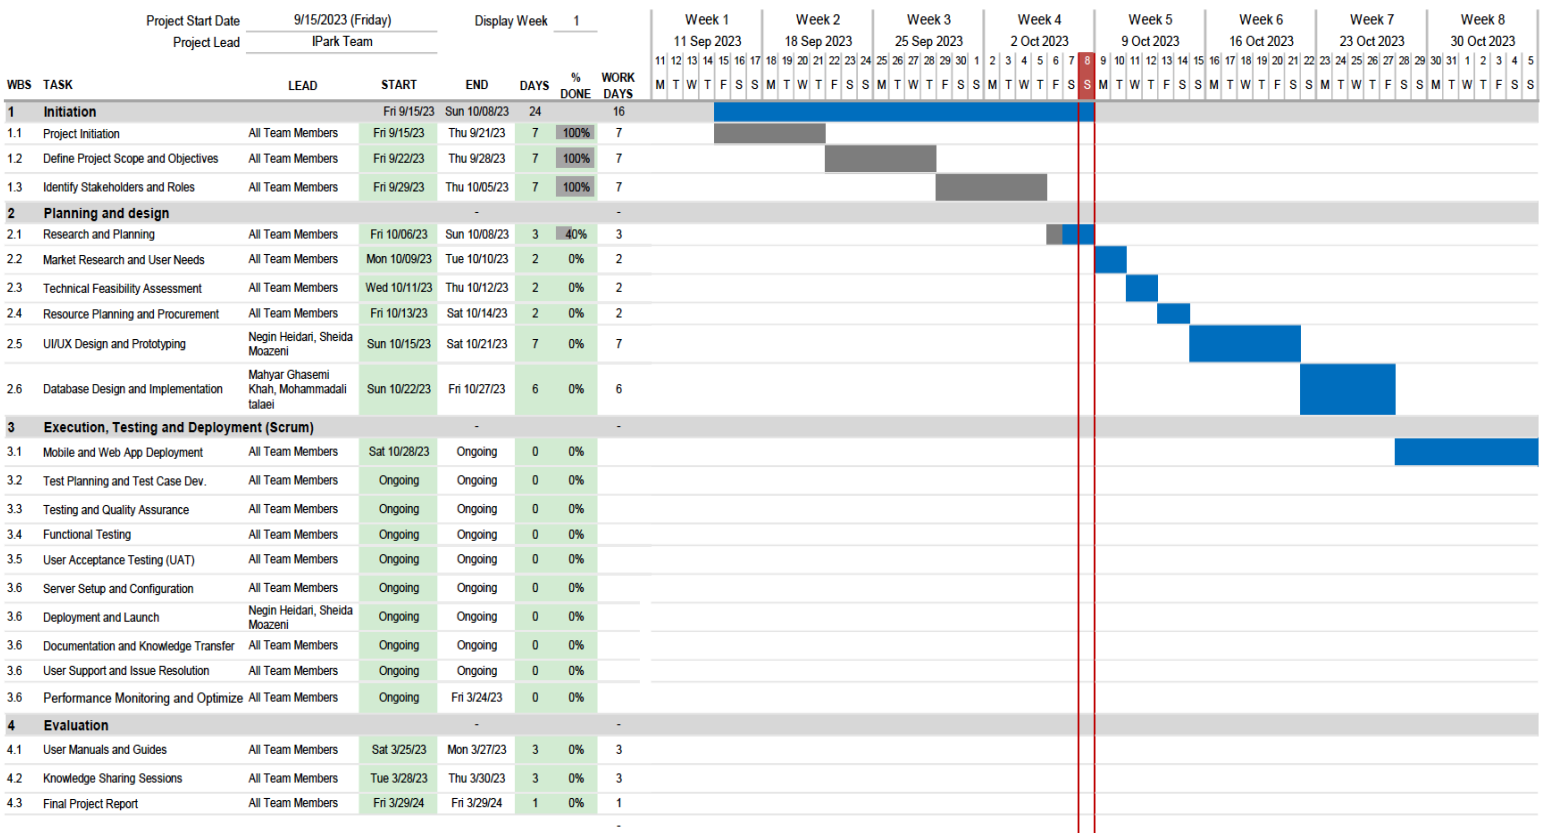 Project Start Date 9/15/2023 (Friday) Display Week 1 Week 1 Week 2 Week 3 Week 4 Week 5 Week 6 Week 7 Week 8
Project Lead IPark Team 11 Sep 2023 18 Sep 2023 25 Sep 2023 2 Oct 2023 9 Oct 2023 16 Oct 2023 23 Oct 2023 30 Oct 2023
11 12 13 14 15 16 17 18 19 20 21 22 23 24 25 26 27 28 29 30 1 2 3 4 5 6 7 8 9 10 11 12 13 14 15 16 17 18 19 20 21 22 23 24 25 26 27 28 29 30 31 1 2 3 4 5
WBS TASK LEAD START END DAYS % DONE WORK DAYS M T W T F S S M T W T F S S M T W T F S S M T W T F S S M T W T F S S M T W T F S S M T W T F S S M T W T F S S
1 Initiation Fri 9/15/23 Sun 10/08/23 24 16
1.1 Project Initiation All Team Members Fri 9/15/23 Thu 9/21/23 7 100% 7
1.2 Define Project Scope and Objectives All Team Members Fri 9/22/23 Thu 9/28/23 7 100% 7
1.3 Identify Stakeholders and Roles All Team Members Fri 9/29/23 Thu 10/05/23 7 100% 7
2 Planning and design - -
2.1 Research and Planning All Team Members Fri 10/06/23 Sun 10/08/23 3 40% 3
2.2 Market Research and User Needs All Team Members Mon 10/09/23 Tue 10/10/23 2 0% 2
2.3 Technical Feasibility Assessment All Team Members Wed 10/11/23 Thu 10/12/23 2 0% 2
2.4 Resource Planning and Procurement All Team Members Fri 10/13/23 Sat 10/14/23 2 0% 2
2.5 UI/UX Design and Prototyping Negin Heidari, Sheida Moazeni Sun 10/15/23 Sat 10/21/23 7 0% 7
2.6 Database Design and Implementation Mahyar Ghasemi Khah, Mohammadali talaei Sun 10/22/23 Fri 10/27/23 6 0% 6
3 Execution, Testing and Deployment (Scrum) - -
3.1 Mobile and Web App Deployment All Team Members Sat 10/28/23 Ongoing 0 0%
3.2 Test Planning and Test Case Dev. All Team Members Ongoing Ongoing 0 0%
3.3 Testing and Quality Assurance All Team Members Ongoing Ongoing 0 0%
3.4 Functional Testing All Team Members Ongoing Ongoing 0 0%
3.5 User Acceptance Testing (UAT) All Team Members Ongoing Ongoing 0 0%
3.6 Server Setup and Configuration All Team Members Ongoing Ongoing 0 0%
3.6 Deployment and Launch Negin Heidari, Sheida Moazeni Ongoing Ongoing 0 0%
3.6 Documentation and Knowledge Transfer All Team Members Ongoing Ongoing 0 0%
3.6 User Support and Issue Resolution All Team Members Ongoing Ongoing 0 0%
3.6 Performance Monitoring and Optimize All Team Members Ongoing Fri 3/24/23 0 0%
4 Evaluation - -
4.1 User Manuals and Guides All Team Members Sat 3/25/23 Mon 3/27/23 3 0% 3
4.2 Knowledge Sharing Sessions All Team Members Tue 3/28/23 Thu 3/30/23 3 0% 3
4.3 Final Project Report All Team Members Fri 3/29/24 Fri 3/29/24 1 0% 1
-